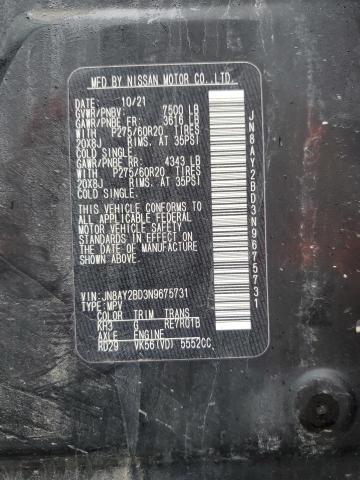 MFD BY NISSAN MOTOR CO.,LTD.
DATE: 10/21
GVWR/PNBV: 7500 LB
GAWR/PNBE FR: 3616 LB
WITH P275/60R20 TIRES
20X8J RIMS. AT 35PSI
COLD SINGLE.
GAWR/PNBE RR: 4343 LB
WITH P275/60R20 TIRES
20X8J RIMS. AT 35PSI
COLD SINGLE.
THIS VEHICLE CONFORMS TO
ALL APPLICABLE FEDERAL
MOTOR VEHICLE SAFETY
STANDARDS IN EFFECT ON
THE DATE OF MANUFACTURE
SHOWN ABOVE.
VIN: JN8AY2BD3N9675731
TYPE: MPV
COLOR TRIM TRANS
KH3 G RE7R01B
AXLE ENGINE
RD29 VK56(VD) 5552CC
JN8AY2BD3N9675731